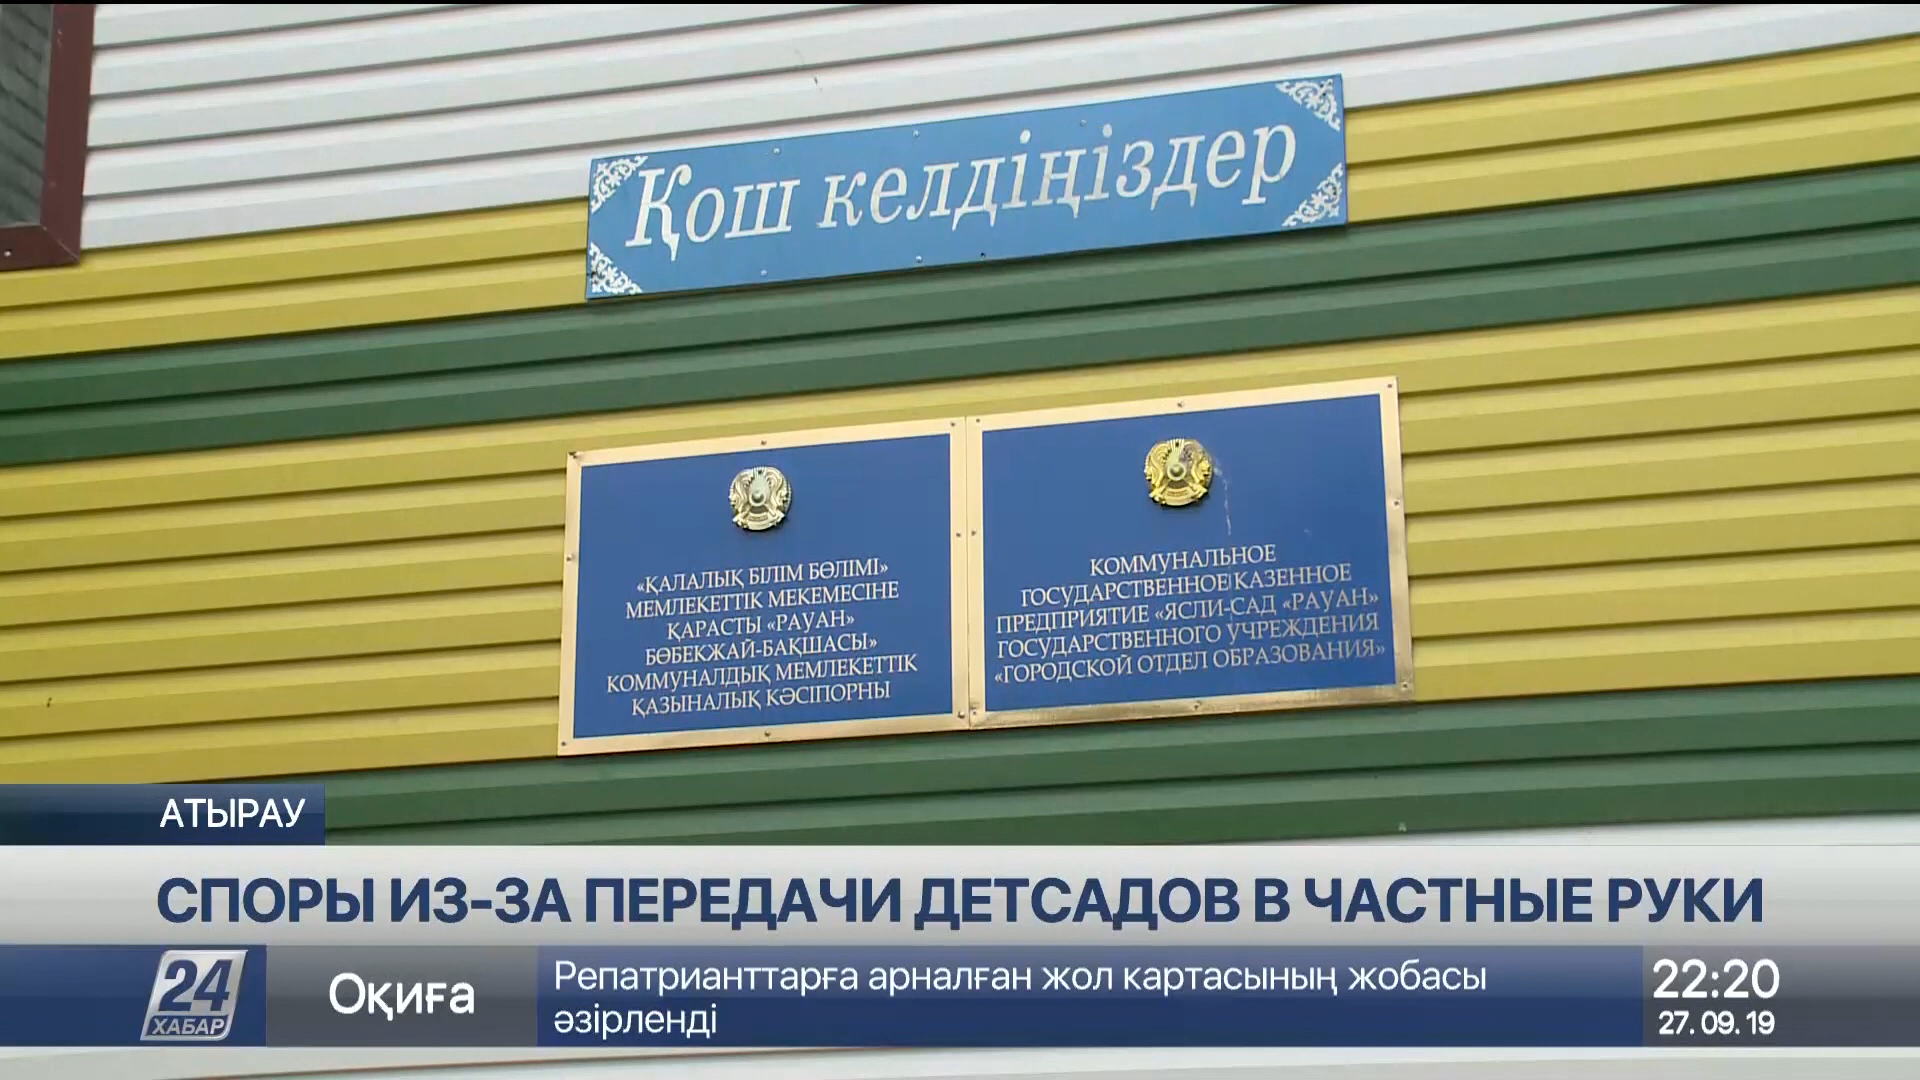 Қош келдіңіздер
«ҚАЛАЛЫҚ БІЛІМ БӨЛІМІ»
МЕМЛЕКЕТТІК МЕКЕМЕСІНЕ
ҚАРАСТЫ «РАУАН»
БӨБЕКЖАЙ-БАҚШАСЫ»
КОММУНАЛДЫҚ МЕМЛЕКЕТТІК
ҚАЗЫНАЛЫҚ КӘСІПОРНЫ
КОММУНАЛЬНОЕ
ГОСУДАРСТВЕННОЕ КАЗЕННОЕ
ПРЕДПРИЯТИЕ «ЯСЛИ-САД «РАУАН»
ГОСУДАРСТВЕННОГО УЧРЕЖДЕНИЯ
«ГОРОДСКОЙ ОТДЕЛ ОБРАЗОВАНИЯ»
АТЫРАУ
СПОРЫ ИЗ-ЗА ПЕРЕДАЧИ ДЕТСАДОВ В ЧАСТНЫЕ РУКИ
24
ХАБАР
Оқиға
Репатрианттарға арналған жол картасының жобасы
әзірленді
22:20
27. 09. 19